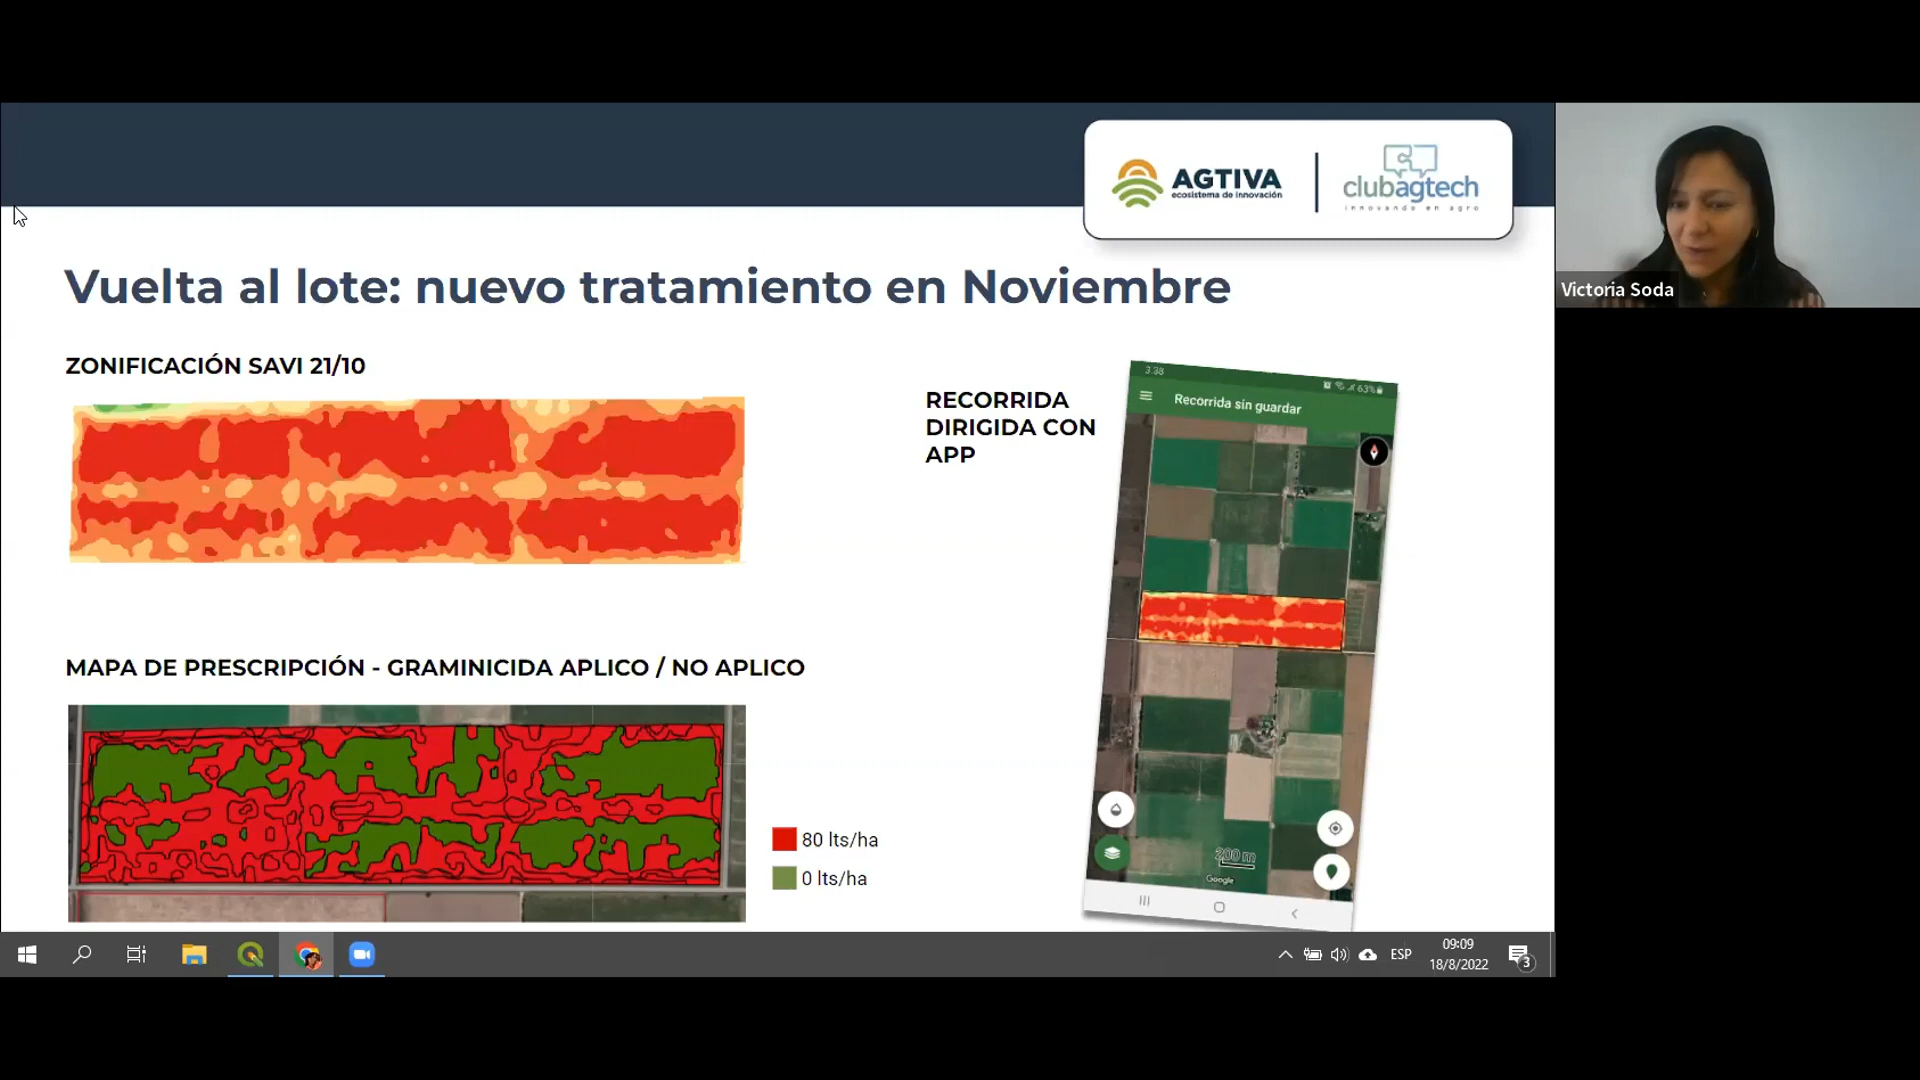 AGTIVA
ecosistema de innovación
clubagtech
innovando en agro
Vuelta al lote: nuevo tratamiento en Noviembre
Victoria Soda
ZONIFICACIÓN SAVI 21/10
RECORRIDA
DIRIGIDA CON
APP
3:38
63%
Recorrida sin guardar
MAPA DE PRESCRIPCIÓN - GRAMINICIDA APLICO / NO APLICO
80 lts/ha
0 lts/ha
200 m
Google
ESP
09:09
18/8/2022
3